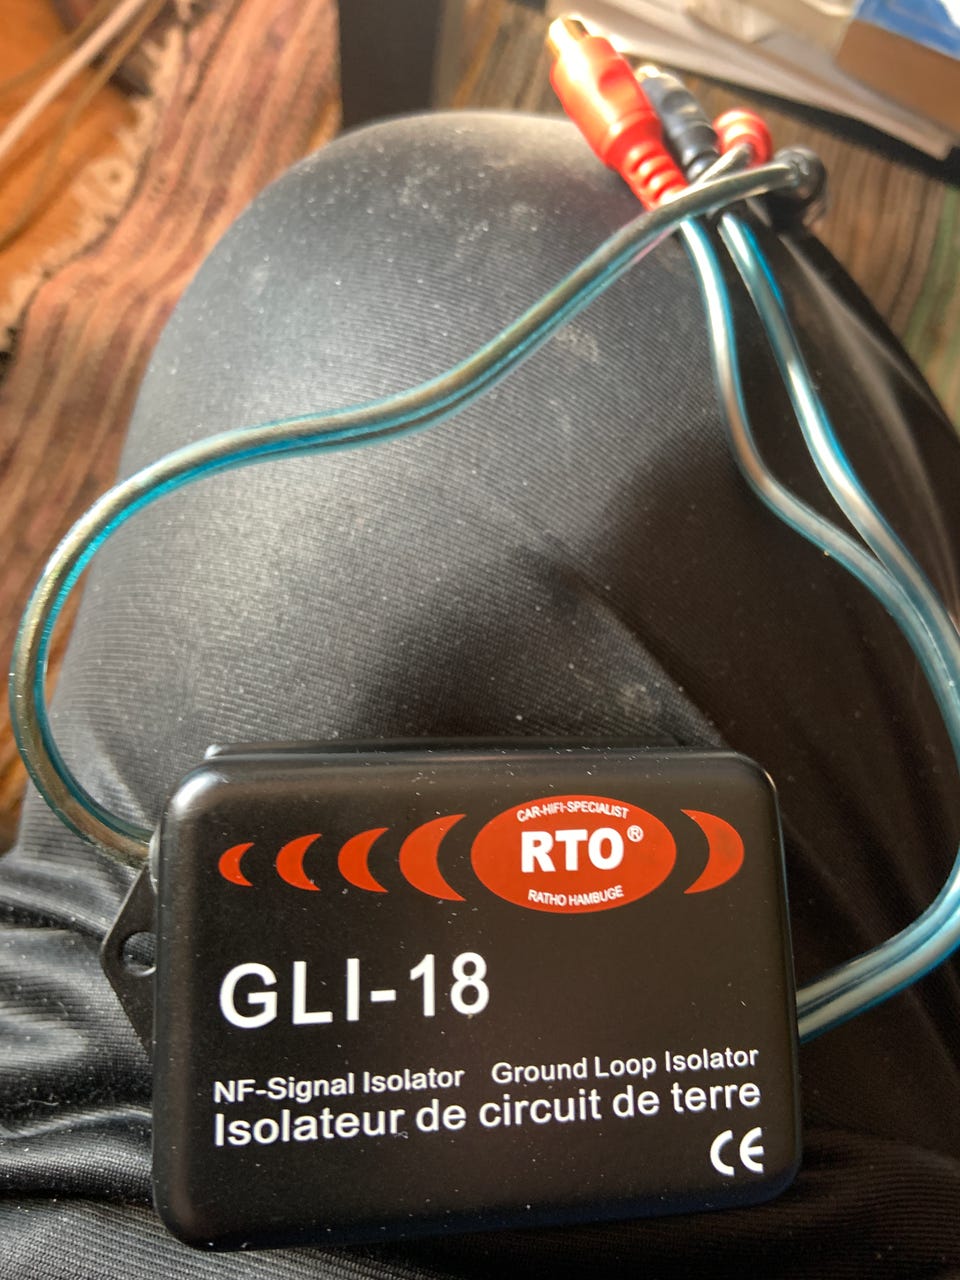 CAR-HIFI-SPECIALIST
RTO®
RATHO HAMBUGE
GLI-18
NF-Signal Isolator Ground Loop Isolator
Isolateur de circuit de terre
CE